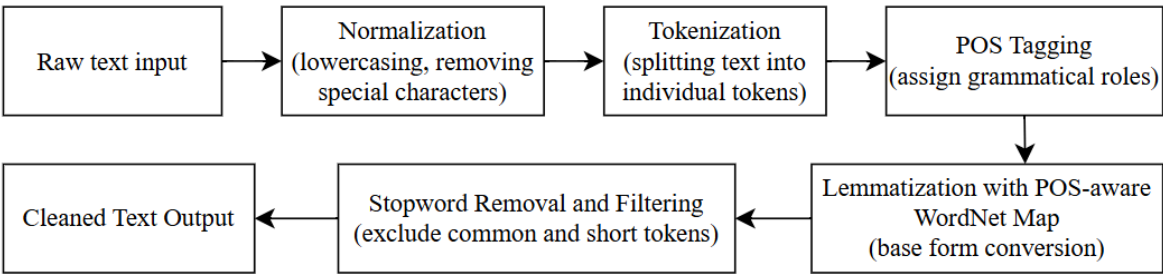 Raw text input
Normalization
(lowercasing, removing
special characters)
Tokenization
(splitting text into
individual tokens)
POS Tagging
(assign grammatical roles)
Lemmatization with POS-aware
WordNet Map
(base form conversion)
Stopword Removal and Filtering
(exclude common and short tokens)
Cleaned Text Output